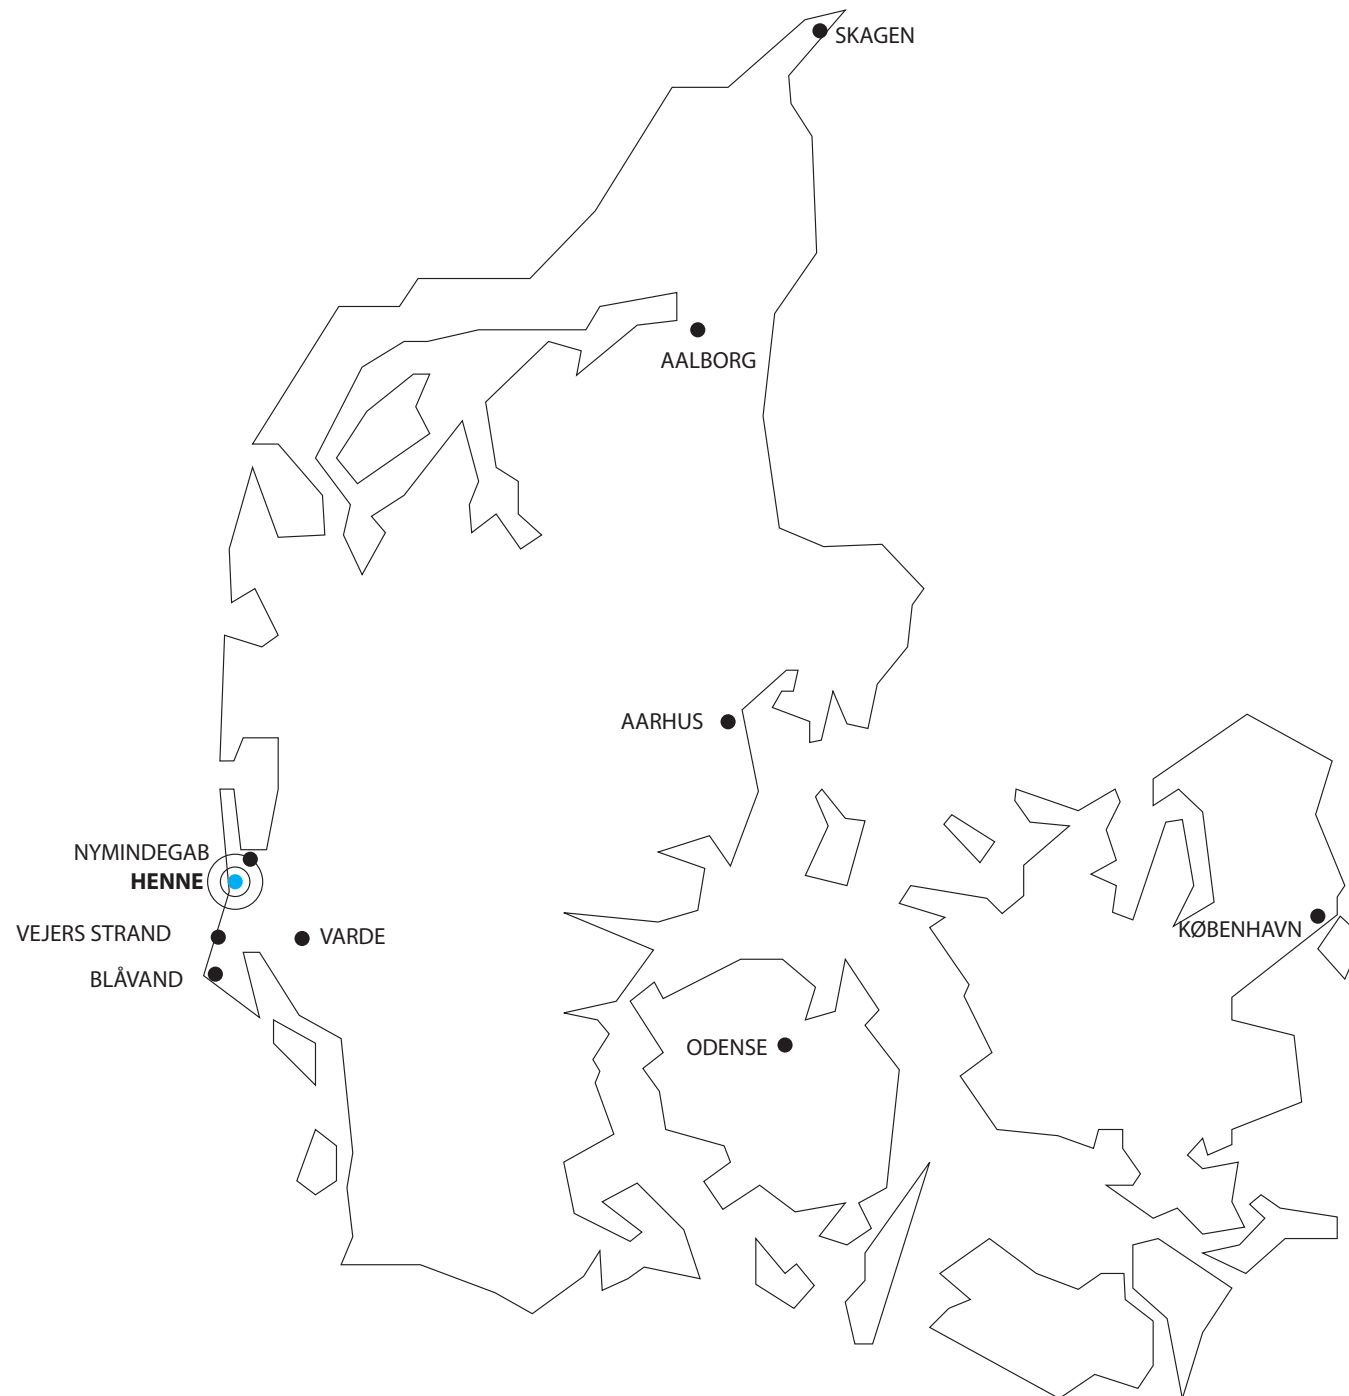 SKAGEN
AALBORG
AARHUS
NYMINDEGAB
HENNE
VEJERS STRAND
VARDE
KØBENHAVN
BLÅVAND
ODENSE